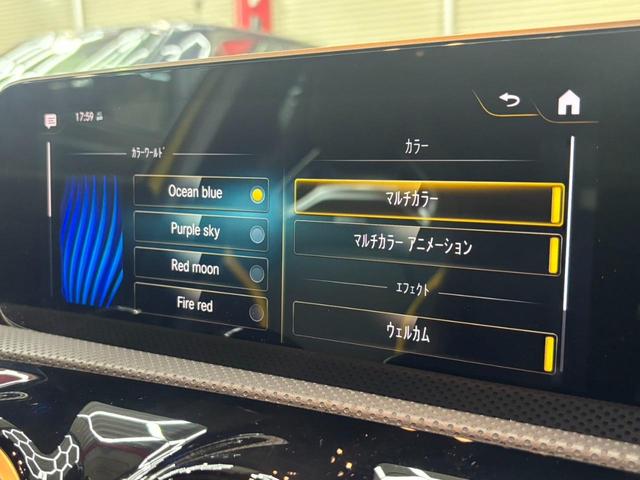 17:59
カラーワールド
Ocean blue
Purple sky
Red moon
Fire red
カラー
マルチカラー
マルチカラー アニメーション
エフェクト
ウェルカム